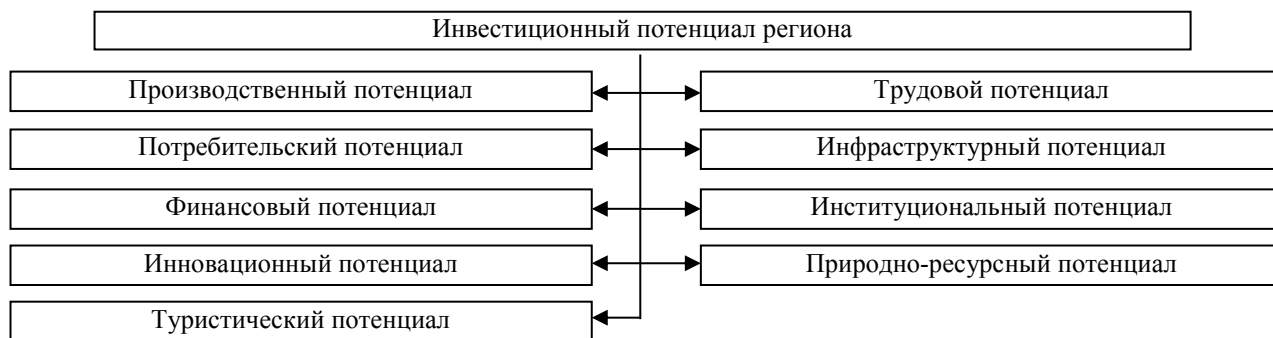 Инвестиционный потенциал региона
Производственный потенциал
Трудовой потенциал
Потребительский потенциал
Инфраструктурный потенциал
Финансовый потенциал
Институциональный потенциал
Инновационный потенциал
Природно-ресурсный потенциал
Туристический потенциал